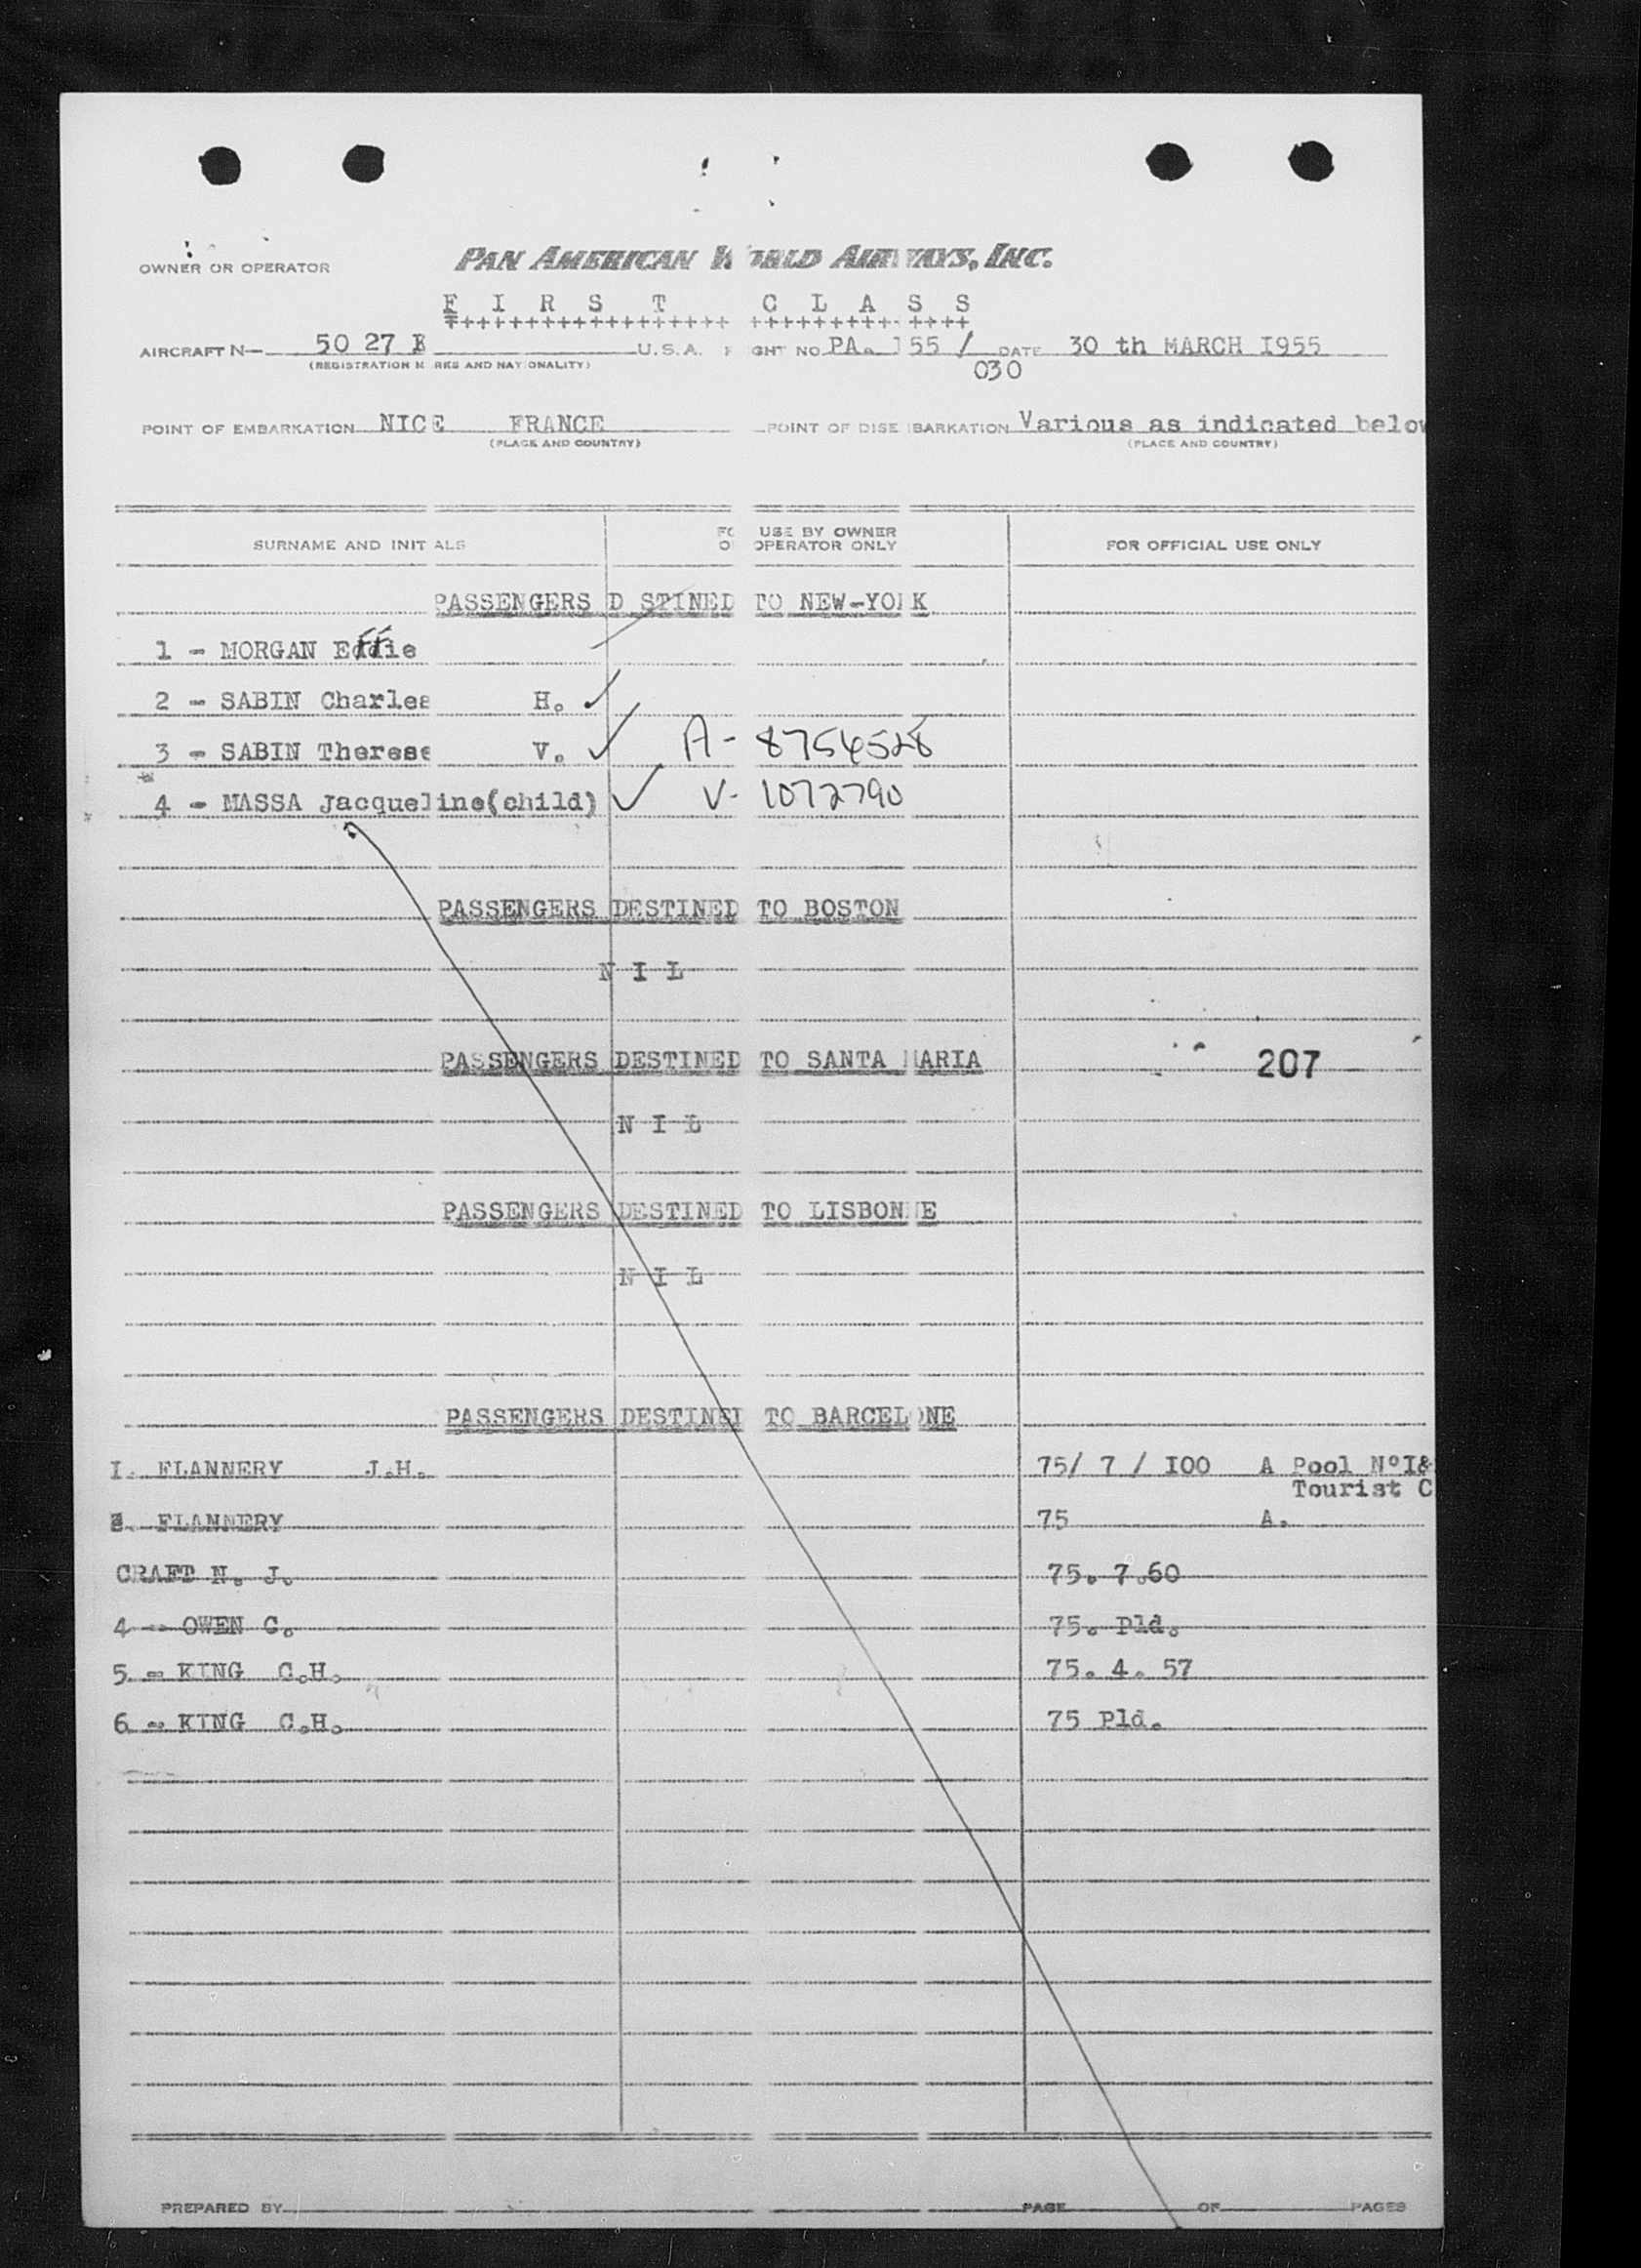 OWNER OR OPERATOR PAN AMERICAN WORLD AIRWAYS, INC.
F I R S T C L A S S
+++++++++++++++++ ++++++++++++++
AIRCRAFT N— 50 27 B U.S.A. FLIGHT NO. PA. 155 / DATE 30 th MARCH I955
(REGISTRATION MARKS AND NATIONALITY) 030
POINT OF EMBARKATION NICE FRANCE POINT OF DISEMBARKATION Various as indicated below
(PLACE AND COUNTRY) (PLACE AND COUNTRY)
SURNAME AND INITIALS FOR USE BY OWNER OR OPERATOR ONLY FOR OFFICIAL USE ONLY
PASSENGERS DESTINED TO NEW-YORK
1 - MORGAN Effie
2 - SABIN Charles H. ✓
3 - SABIN Therese V. ✓ A- 8754528
4 - MASSA Jacqueline(child) ✓ V- 1072790
PASSENGERS DESTINED TO BOSTON
N I L
PASSENGERS DESTINED TO SANTA MARIA 207
N I L
PASSENGERS DESTINED TO LISBONNE
N I L
PASSENGERS DESTINED TO BARCELONE
I. FLANNERY J.H. 75/ 7 / I00 A Pool N°I&
Tourist C
FLANNERY 75 A.
CRAFT N. J. 75. 7.60
4 - OWEN C. 75. Pld.
5 - KING C.H. 75. 4. 57
6 - KING C.H. 75 Pld.
PREPARED BY PAGE OF PAGES